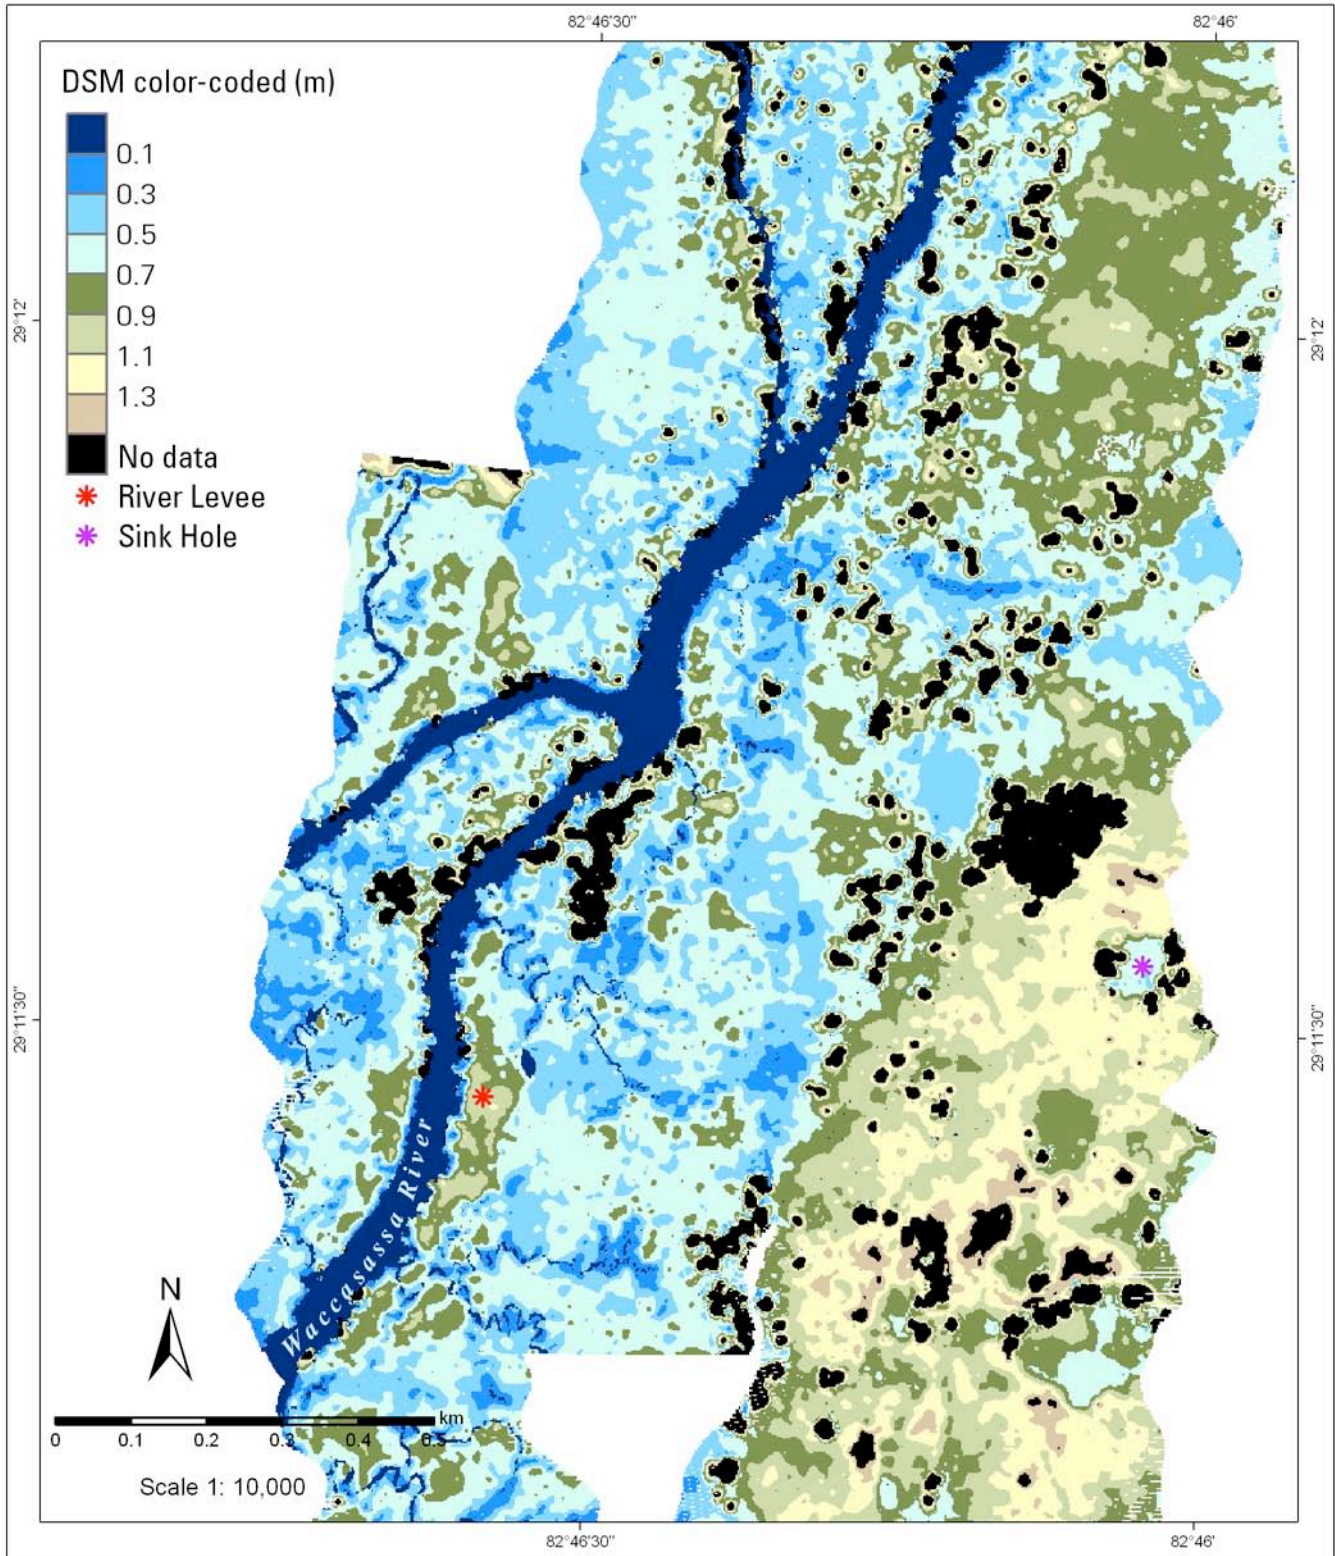 82°46'30"
82°46'
DSM color-coded (m)
0.1
0.3
0.5
0.7
0.9
1.1
1.3
No data
River Levee
Sink Hole
29°12'
29°12'
29°11'30"
29°11'30"
Waccasassa River
N
km
0 0.1 0.2 0.3 0.4 0.5
Scale 1: 10,000
82°46'30"
82°46'